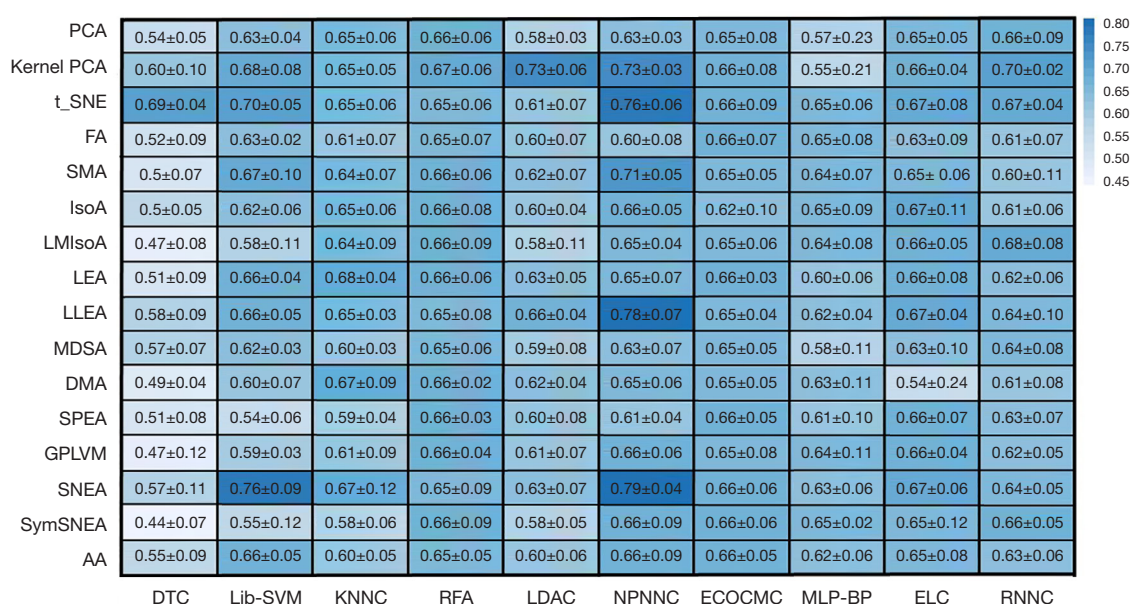 PCA 0.54±0.05 0.63±0.04 0.65±0.06 0.66±0.06 0.58±0.03 0.63±0.03 0.65±0.08 0.57±0.23 0.65±0.05 0.66±0.09 0.80
Kernel PCA 0.60±0.10 0.68±0.08 0.65±0.05 0.67±0.06 0.73±0.06 0.73±0.03 0.66±0.08 0.55±0.21 0.66±0.04 0.70±0.02 0.75
0.70
t_SNE 0.69±0.04 0.70±0.05 0.65±0.06 0.65±0.06 0.61±0.07 0.76±0.06 0.66±0.09 0.65±0.06 0.67±0.08 0.67±0.04 0.65
0.60
FA 0.52±0.09 0.63±0.02 0.61±0.07 0.65±0.07 0.60±0.07 0.60±0.08 0.66±0.07 0.65±0.08 0.63±0.09 0.61±0.07 0.55
0.50
SMA 0.5±0.07 0.67±0.10 0.64±0.07 0.66±0.06 0.62±0.07 0.71±0.05 0.65±0.05 0.64±0.07 0.65± 0.06 0.60±0.11 0.45
IsoA 0.5±0.05 0.62±0.06 0.65±0.06 0.66±0.08 0.60±0.04 0.66±0.05 0.62±0.10 0.65±0.09 0.67±0.11 0.61±0.06
LMIsoA 0.47±0.08 0.58±0.11 0.64±0.09 0.66±0.09 0.58±0.11 0.65±0.04 0.65±0.06 0.64±0.08 0.66±0.05 0.68±0.08
LEA 0.51±0.09 0.66±0.04 0.68±0.04 0.66±0.06 0.63±0.05 0.65±0.07 0.66±0.03 0.60±0.06 0.66±0.08 0.62±0.06
LLEA 0.58±0.09 0.66±0.05 0.65±0.03 0.65±0.08 0.66±0.04 0.78±0.07 0.65±0.04 0.62±0.04 0.67±0.04 0.64±0.10
MDSA 0.57±0.07 0.62±0.03 0.60±0.03 0.65±0.06 0.59±0.08 0.63±0.07 0.65±0.05 0.58±0.11 0.63±0.10 0.64±0.08
DMA 0.49±0.04 0.60±0.07 0.67±0.09 0.66±0.02 0.62±0.04 0.65±0.06 0.65±0.05 0.63±0.11 0.54±0.24 0.61±0.08
SPEA 0.51±0.08 0.54±0.06 0.59±0.04 0.66±0.03 0.60±0.08 0.61±0.04 0.66±0.05 0.61±0.10 0.66±0.07 0.63±0.07
GPLVM 0.47±0.12 0.59±0.03 0.61±0.09 0.66±0.04 0.61±0.07 0.66±0.06 0.65±0.08 0.64±0.11 0.66±0.04 0.62±0.05
SNEA 0.57±0.11 0.76±0.09 0.67±0.12 0.65±0.09 0.63±0.07 0.79±0.04 0.66±0.06 0.63±0.06 0.67±0.06 0.64±0.05
SymSNEA 0.44±0.07 0.55±0.12 0.58±0.06 0.66±0.09 0.58±0.05 0.66±0.09 0.66±0.06 0.65±0.02 0.65±0.12 0.66±0.05
AA 0.55±0.09 0.66±0.05 0.60±0.05 0.65±0.05 0.60±0.06 0.66±0.09 0.66±0.05 0.62±0.06 0.65±0.08 0.63±0.06
DTC Lib-SVM KNNC RFA LDAC NPNNC ECOCMC MLP-BP ELC RNNC